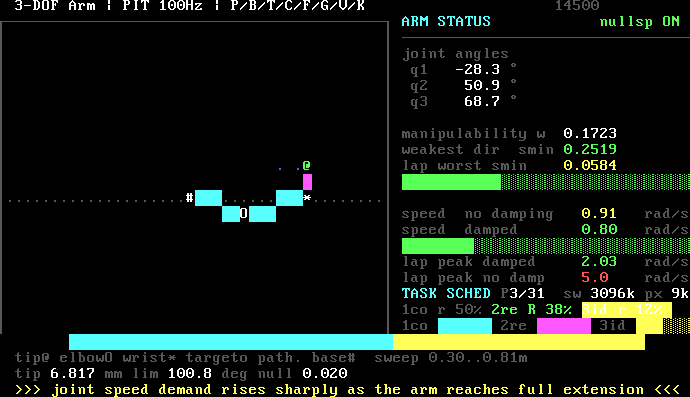 3-DOF Arm | PIT 100Hz | P/B/T/C/F/G/V/K 14500
ARM STATUS nullsp ON
joint angles
q1 -28.3 °
q2 50.9 °
q3 68.7 °
manipulability w 0.1723
weakest dir smin 0.2519
lap worst smin 0.0584
speed no damping 0.91 rad/s
speed damped 0.80 rad/s
lap peak damped 2.03 rad/s
lap peak no damp 5.0 rad/s
TASK SCHED P3/31 sw 3096k px 9k
1co r 50% 2re R 38% 3id r 12%
1co 2re 3id
tip@ elbowO wrist* targeto path. base# sweep 0.30..0.81m
tip 6.817 mm lim 100.8 deg null 0.020
>>> joint speed demand rises sharply as the arm reaches full extension <<<